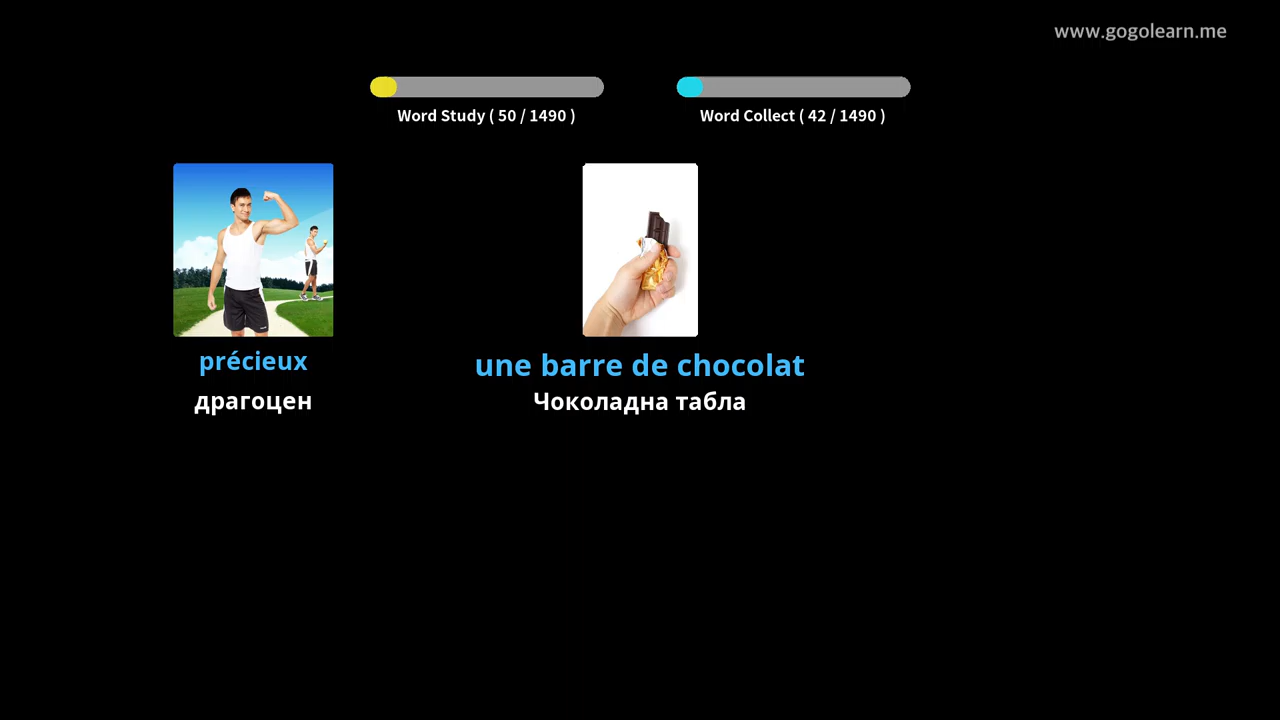 www.gogolearn.me
Word Study ( 50 / 1490 )
Word Collect ( 42 / 1490 )
précieux
драгоцен
une barre de chocolat
Чоколадна табла